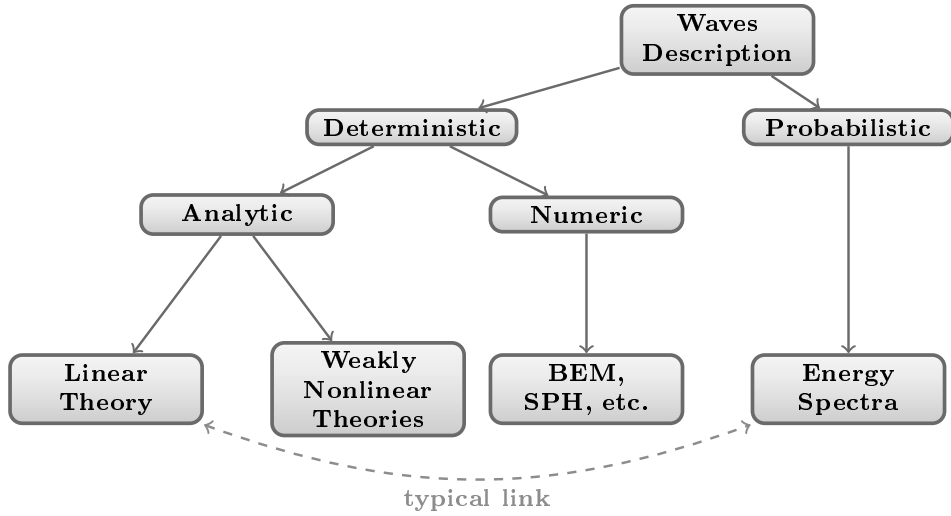 Waves
Description
Deterministic
Probabilistic
Analytic
Numeric
Linear
Theory
Weakly
Nonlinear
Theories
BEM,
SPH, etc.
Energy
Spectra
typical link